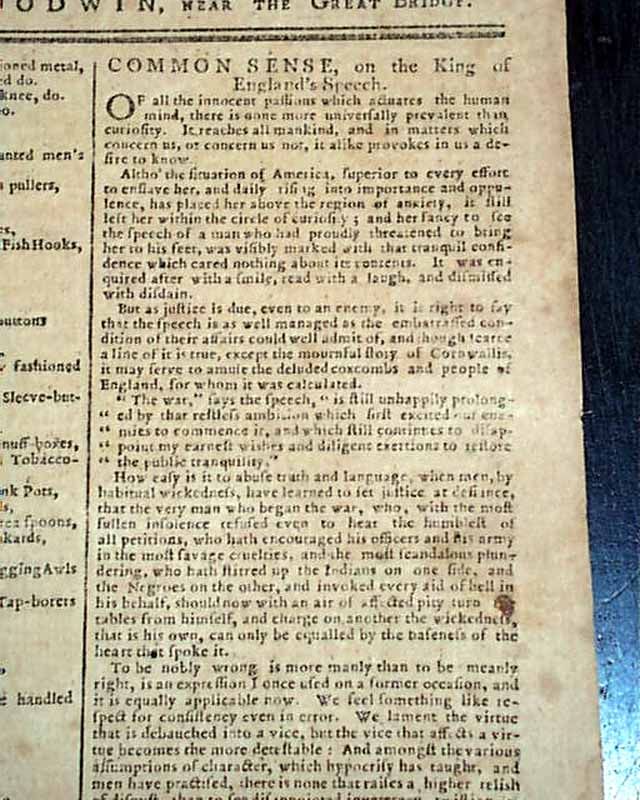 ODWIN, NEAR THE GREAT BRIDGE.
ioned metal,
ed do.
knee, do.
o.
anted men's
n pullers,
es,
Fish Hooks,
buttons
y fashioned
Sleeve-but-
nuff-boxes,
Tobacco-
nk Pots,
ls,
rea spoons,
nkards,
gging Awls
Tap-borers
e handled
COMMON SENSE, on the King of
England's Speech.
OF all the innocent paſſions which actuates the human
mind, there is none more univerſally prevalent than
curioſity. It reaches all mankind, and in matters which
concern us, or concern us not, it alike provokes in us a de-
ſire to know.
Altho' the ſituation of America, ſuperior to every effort
to enſlave her, and daily riſing into importance and oppu-
lence, has placed her above the region of anxiety, it ſtill
left her within the circle of curioſity ; and her fancy to ſee
the ſpeech of a man who had proudly threatened to bring
her to his feet, was viſibly marked with that tranquil confi-
dence which cared nothing about its contents. It was en-
quired after with a ſmile, read with a laugh, and diſmiſſed
with diſdain.
But as juſtice is due, even to an enemy, it is right to ſay
that the ſpeech is as well managed as the embarraſſed con-
dition of their affairs could well admit of, and though ſcarce
a line of it is true, except the mournful ſtory of Cornwallis,
it may ſerve to amuſe the deluded coxcombs and people of
England, for whom it was calculated.
" The war," ſays the ſpeech, " is ſtill unhappily prolong-
" ed by that reſtleſs ambition which firſt excited our ene-
" mies to commence it, and which ſtill continues to diſap-
" point my earneſt wiſhes and diligent exertions to reſtore
" the public tranquility."
How eaſy is it to abuſe truth and language, when men, by
habitual wickedneſs, have learned to ſet juſtice at defiance,
that the very man who began the war, who, with the moſt
ſullen inſolence refuſed even to hear the humbleſt of
all petitions, who hath encouraged his officers and his army
in the moſt ſavage cruelties, and the moſt ſcandalous plun-
dering, who hath ſtirred up the Indians on one ſide, and
the Negroes on the other, and invoked every aid of hell in
his behalf, ſhould now with an air of affected pity turn
tables from himſelf, and charge on another the wickedneſs,
that is his own, can only be equalled by the baſeneſs of the
heart that ſpoke it.
To be nobly wrong is more manly than to be meanly
right, is an expreſſion I once uſed on a former occaſion, and
it is equally applicable now. We feel ſomething like re-
ſpect for conſiſtency even in error. We lament the virtue
that is debauched into a vice, but the vice that affects a vir-
tue becomes the more deteſtable : And amongſt the various
aſſumptions of character, which hypocriſy has taught, and
men have practiſed, there is none that raiſes a higher reliſh